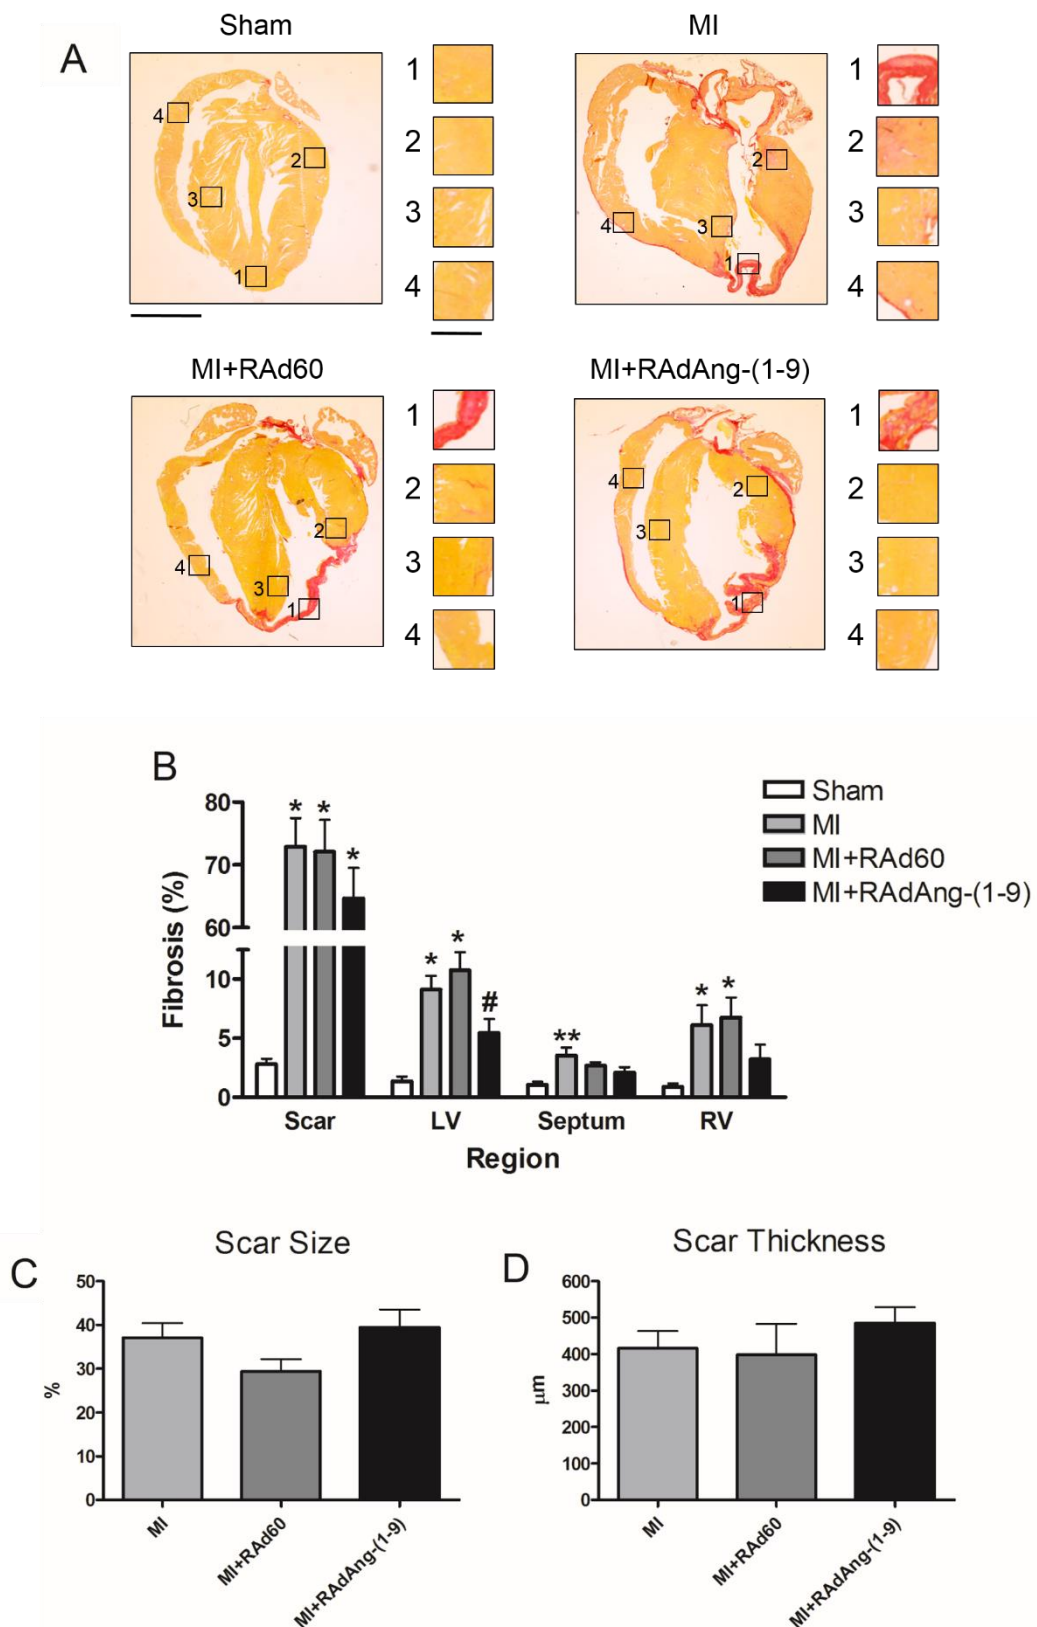 A
Sham
1
2
3
4
4
2
3
1
MI
1
2
3
4
2
4
3
1
MI+RAd60
1
2
3
4
2
4
3
1
MI+RAdAng-(1-9)
1
2
3
4
4
2
3
1
B
Fibrosis (%)
80
70
60
10
5
0
* * *
* * #
**
* *
Scar LV Septum RV
Region
Sham
MI
MI+RAd60
MI+RAdAng-(1-9)
C
Scar Size
%
50
40
30
20
10
0
MI
MI+RAd60
MI+RAdAng-(1-9)
D
Scar Thickness
µm
600
500
400
300
200
100
0
MI
MI+RAd60
MI+RAdAng-(1-9)